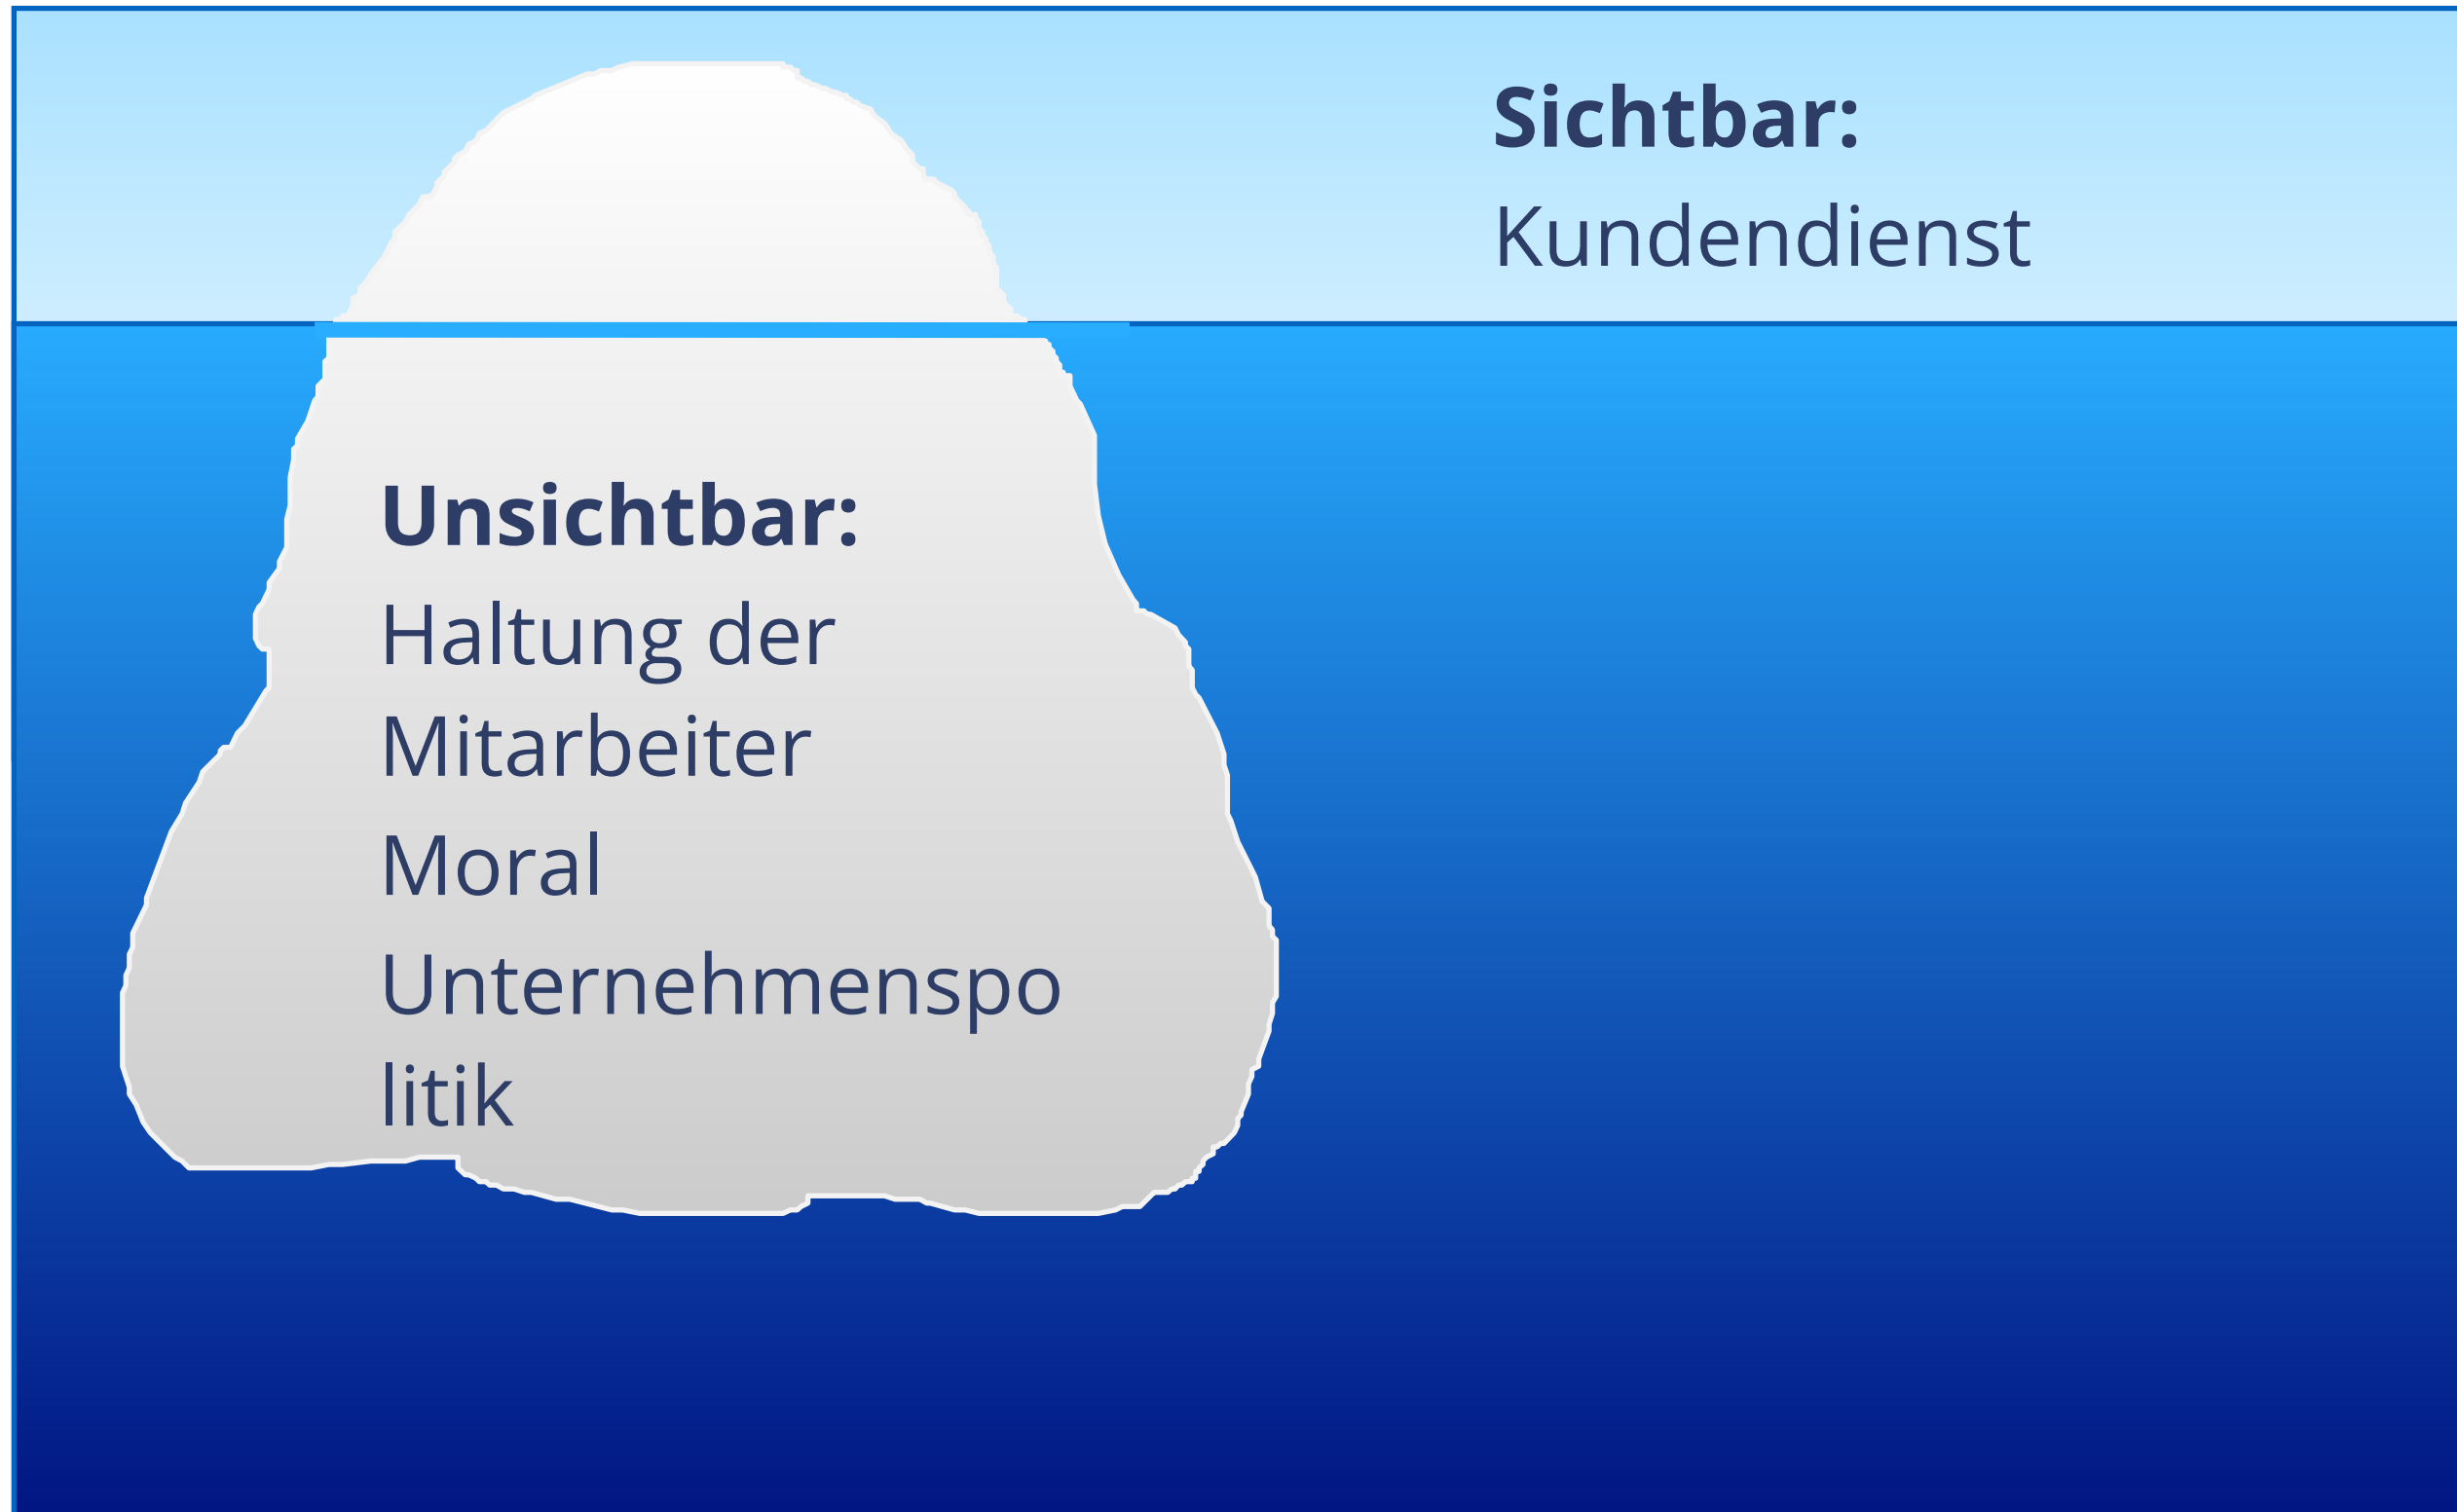 Sichtbar:
Kundendienst
Unsichtbar:
Haltung der
Mitarbeiter
Moral
Unternehmenspo
litik